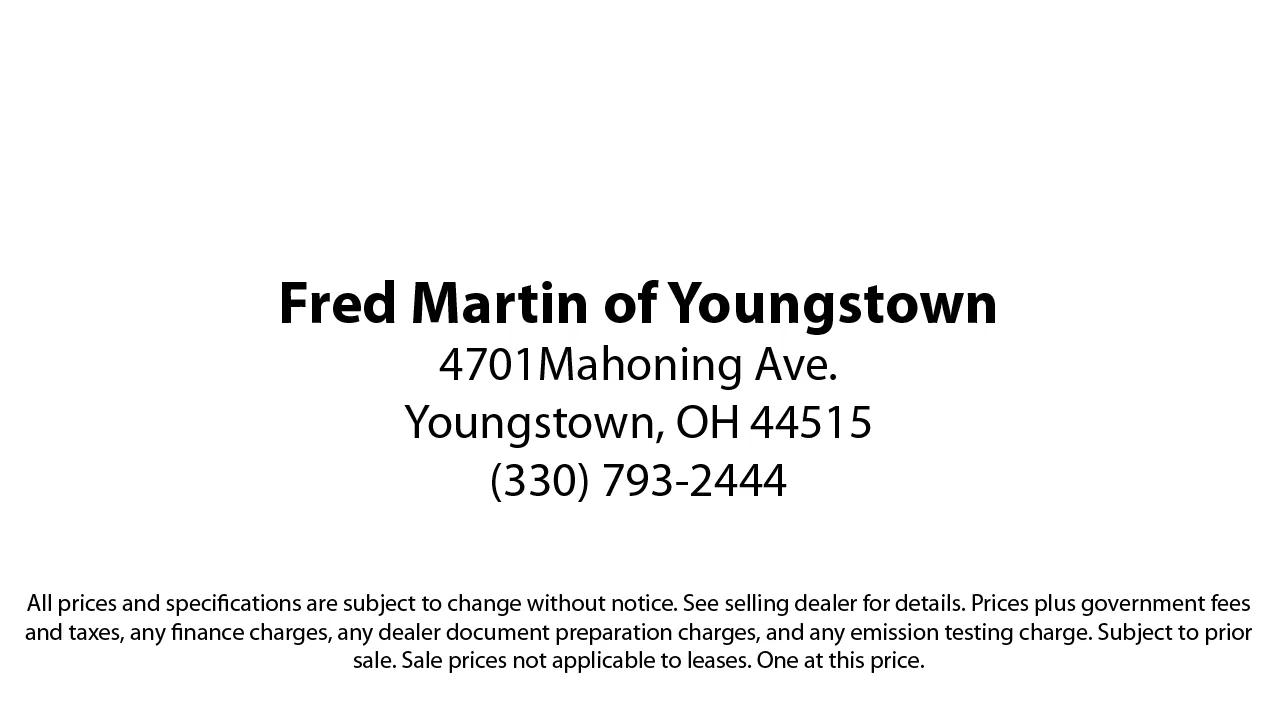 Fred Martin of Youngstown
4701Mahoning Ave.
Youngstown, OH 44515
(330) 793-2444
All prices and specifications are subject to change without notice. See selling dealer for details. Prices plus government fees
and taxes, any finance charges, any dealer document preparation charges, and any emission testing charge. Subject to prior
sale. Sale prices not applicable to leases. One at this price.